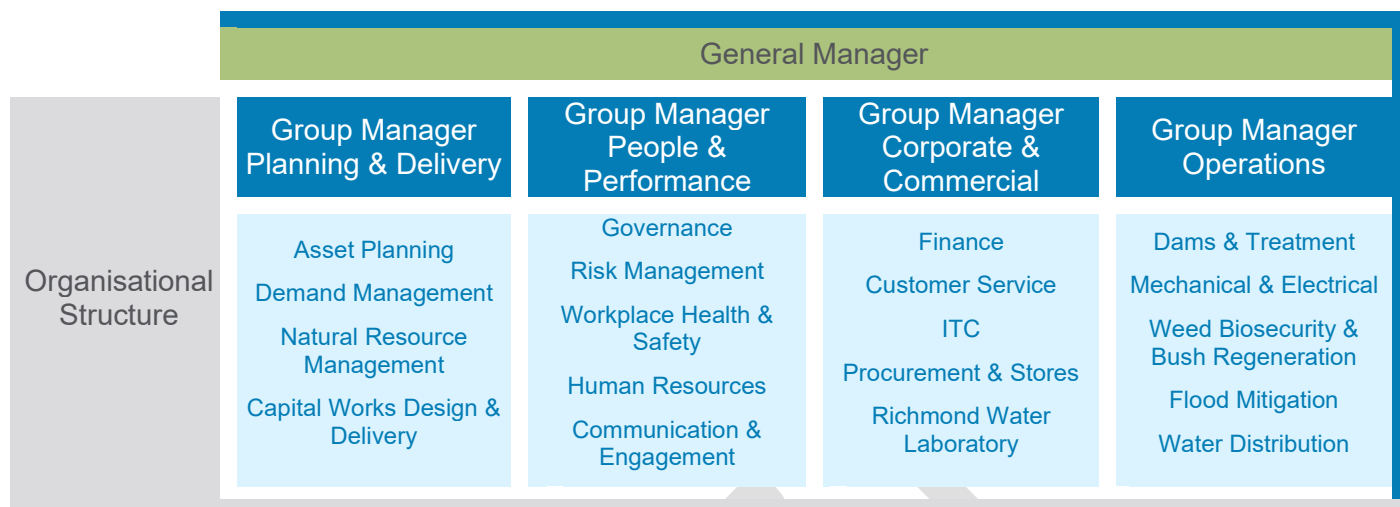 General Manager
Organisational
Structure
Group Manager
Planning & Delivery
Asset Planning
Demand Management
Natural Resource
Management
Capital Works Design &
Delivery
Group Manager
People &
Performance
Governance
Risk Management
Workplace Health &
Safety
Human Resources
Communication &
Engagement
Group Manager
Corporate &
Commercial
Finance
Customer Service
ITC
Procurement & Stores
Richmond Water
Laboratory
Group Manager
Operations
Dams & Treatment
Mechanical & Electrical
Weed Biosecurity &
Bush Regeneration
Flood Mitigation
Water Distribution